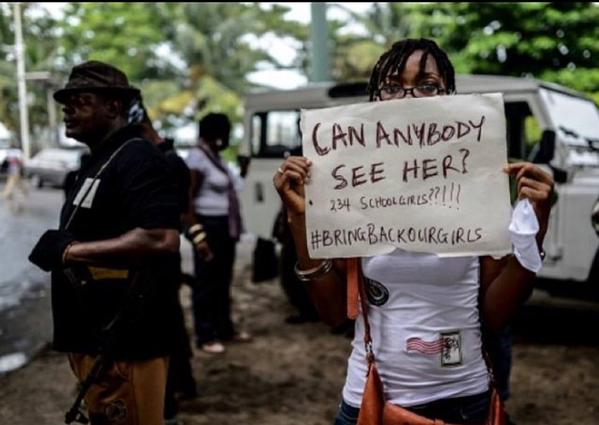 CAN ANYBODY
SEE HER?
234 SCHOOLGIRLS??!!!
#BRINGBACKOURGIRLS